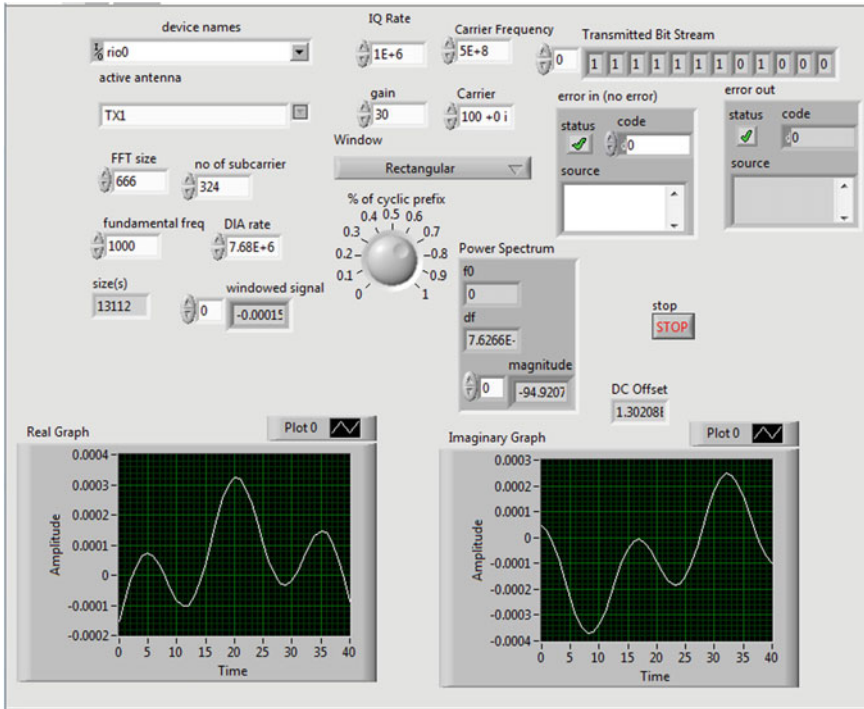 device names
rio0
active antenna
TX1
IQ Rate
1E+6
Carrier Frequency
5E+8
gain
30
Carrier
100 +0 i
Transmitted Bit Stream
0
1 1 1 1 1 1 1 0 1 0 0 0
error in (no error)
status code
0
source
error out
status code
0
source
FFT size
666
no of subcarrier
324
Window
Rectangular
fundamental freq
1000
DIA rate
7.68E+6
% of cyclic prefix
0 0.1 0.2 0.3 0.4 0.5 0.6 0.7 0.8 0.9 1
size(s)
13112
windowed signal
0
-0.00015
Power Spectrum
f0
0
df
7.6266E-
magnitude
0
-94.9207
stop
STOP
DC Offset
1.30208E
Real Graph
Plot 0
0.0004
0.0003
0.0002
0.0001
0
-0.0001
-0.0002
Amplitude
0 5 10 15 20 25 30 35 40
Time
Imaginary Graph
Plot 0
0.0003
0.0002
0.0001
0
-0.0001
-0.0002
-0.0003
-0.0004
Amplitude
0 5 10 15 20 25 30 35 40
Time